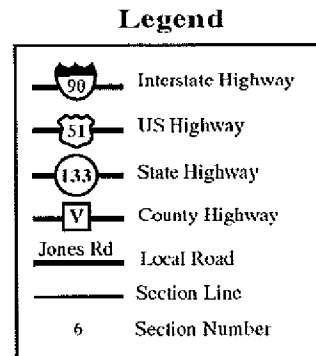 Legend
90 Interstate Highway
51 US Highway
133 State Highway
V County Highway
Jones Rd Local Road
Section Line
6 Section Number